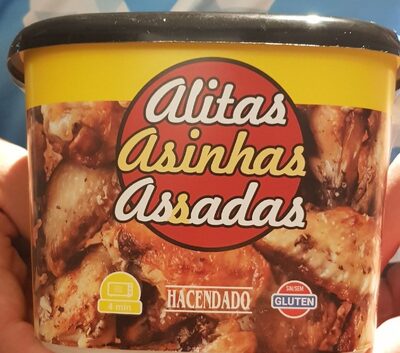 Alitas
Asinhas
Assadas
4 min
HACENDADO
SIN/SEM
GLUTEN